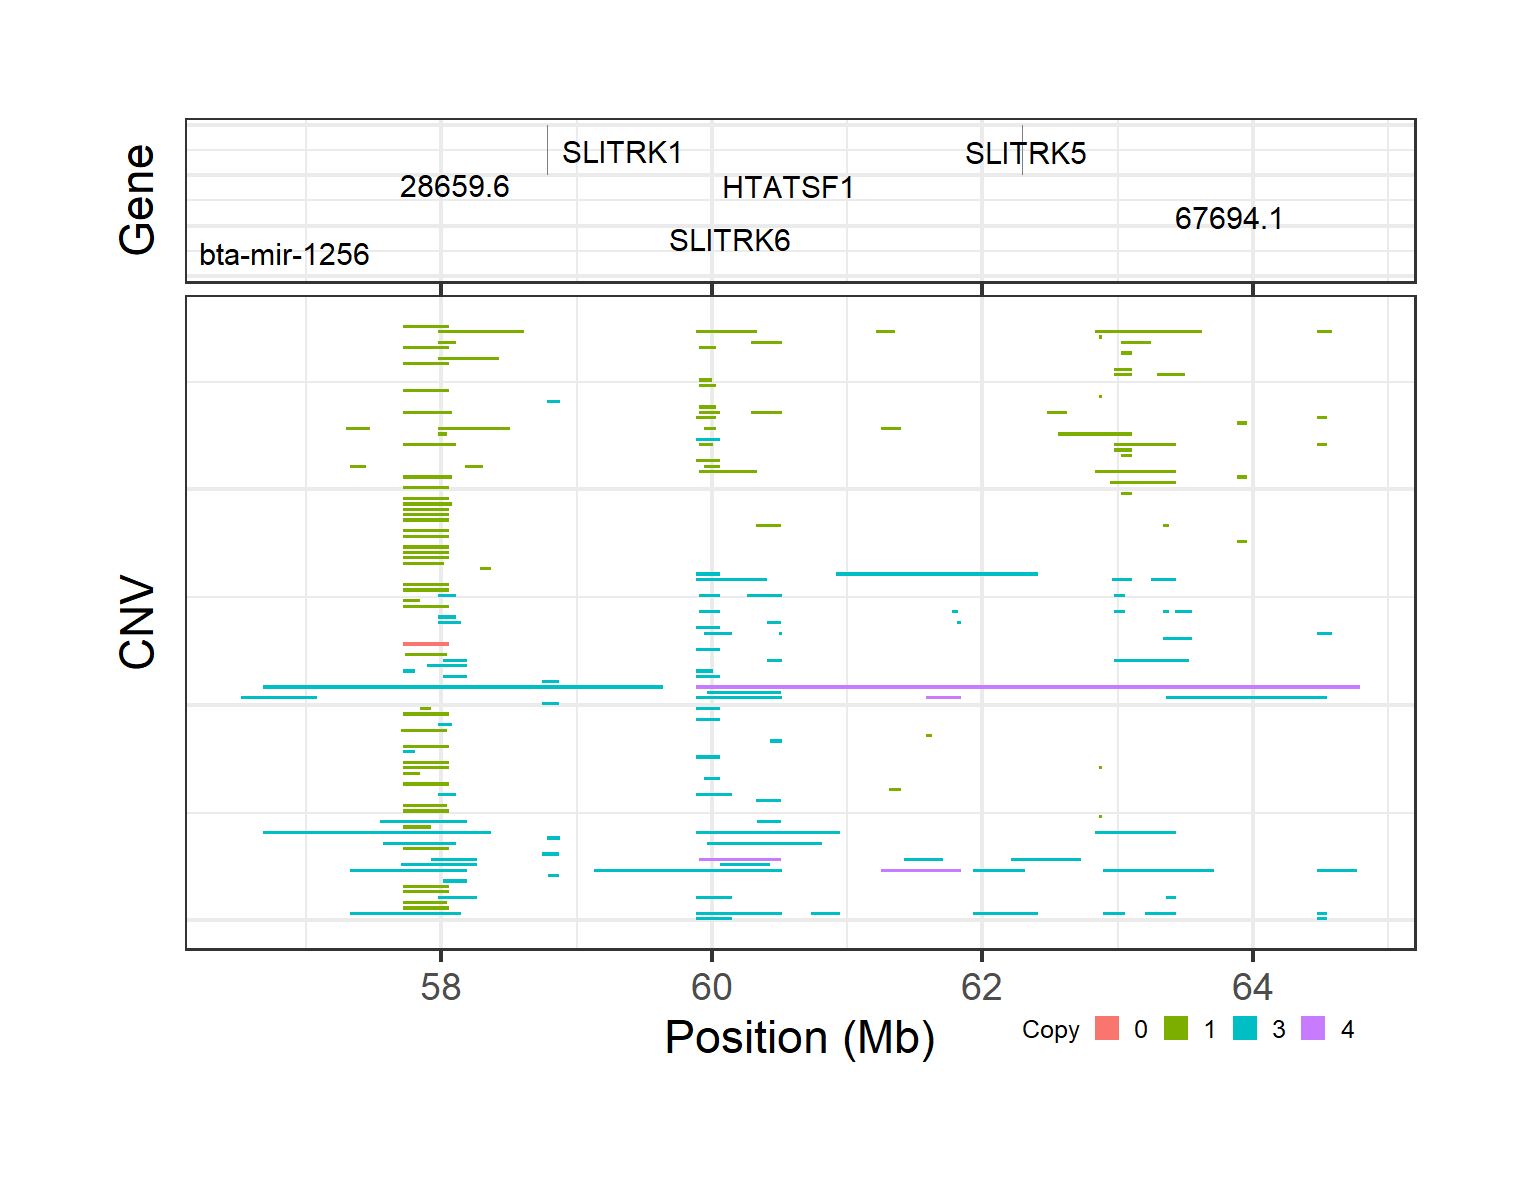 Gene
SLITRK1
SLITRK5
28659.6
HTATSF1
67694.1
SLITRK6
bta-mir-1256
CNV
58 60 62 64
Position (Mb)
Copy 0 1 3 4